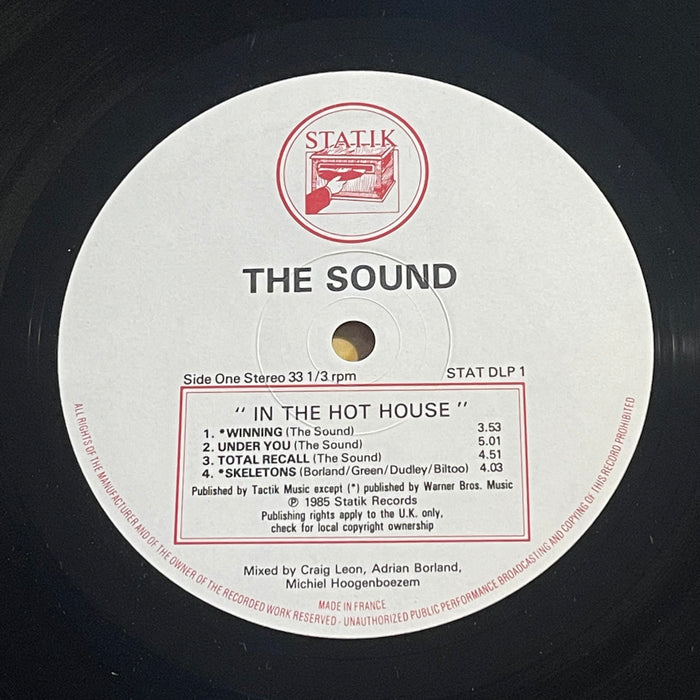 STATIK
THE SOUND
Side One Stereo 33 1/3 rpm
STAT DLP 1
" IN THE HOT HOUSE "
1. *WINNING (The Sound) 3.53
2. UNDER YOU (The Sound) 5.01
3. TOTAL RECALL (The Sound) 4.51
4. *SKELETONS (Borland/Green/Dudley/Biltoo) 4.03
Published by Tactik Music except (*) published by Warner Bros. Music
℗ 1985 Statik Records
Publishing rights apply to the U.K. only,
check for local copyright ownership
Mixed by Craig Leon, Adrian Borland,
Michiel Hoogenboezem
MADE IN FRANCE
ALL RIGHTS OF THE MANUFACTURER AND OF THE OWNER OF THE RECORDED WORK RESERVED - UNAUTHORIZED PUBLIC PERFORMANCE BROADCASTING AND COPYING OF THIS RECORD PROHIBITED